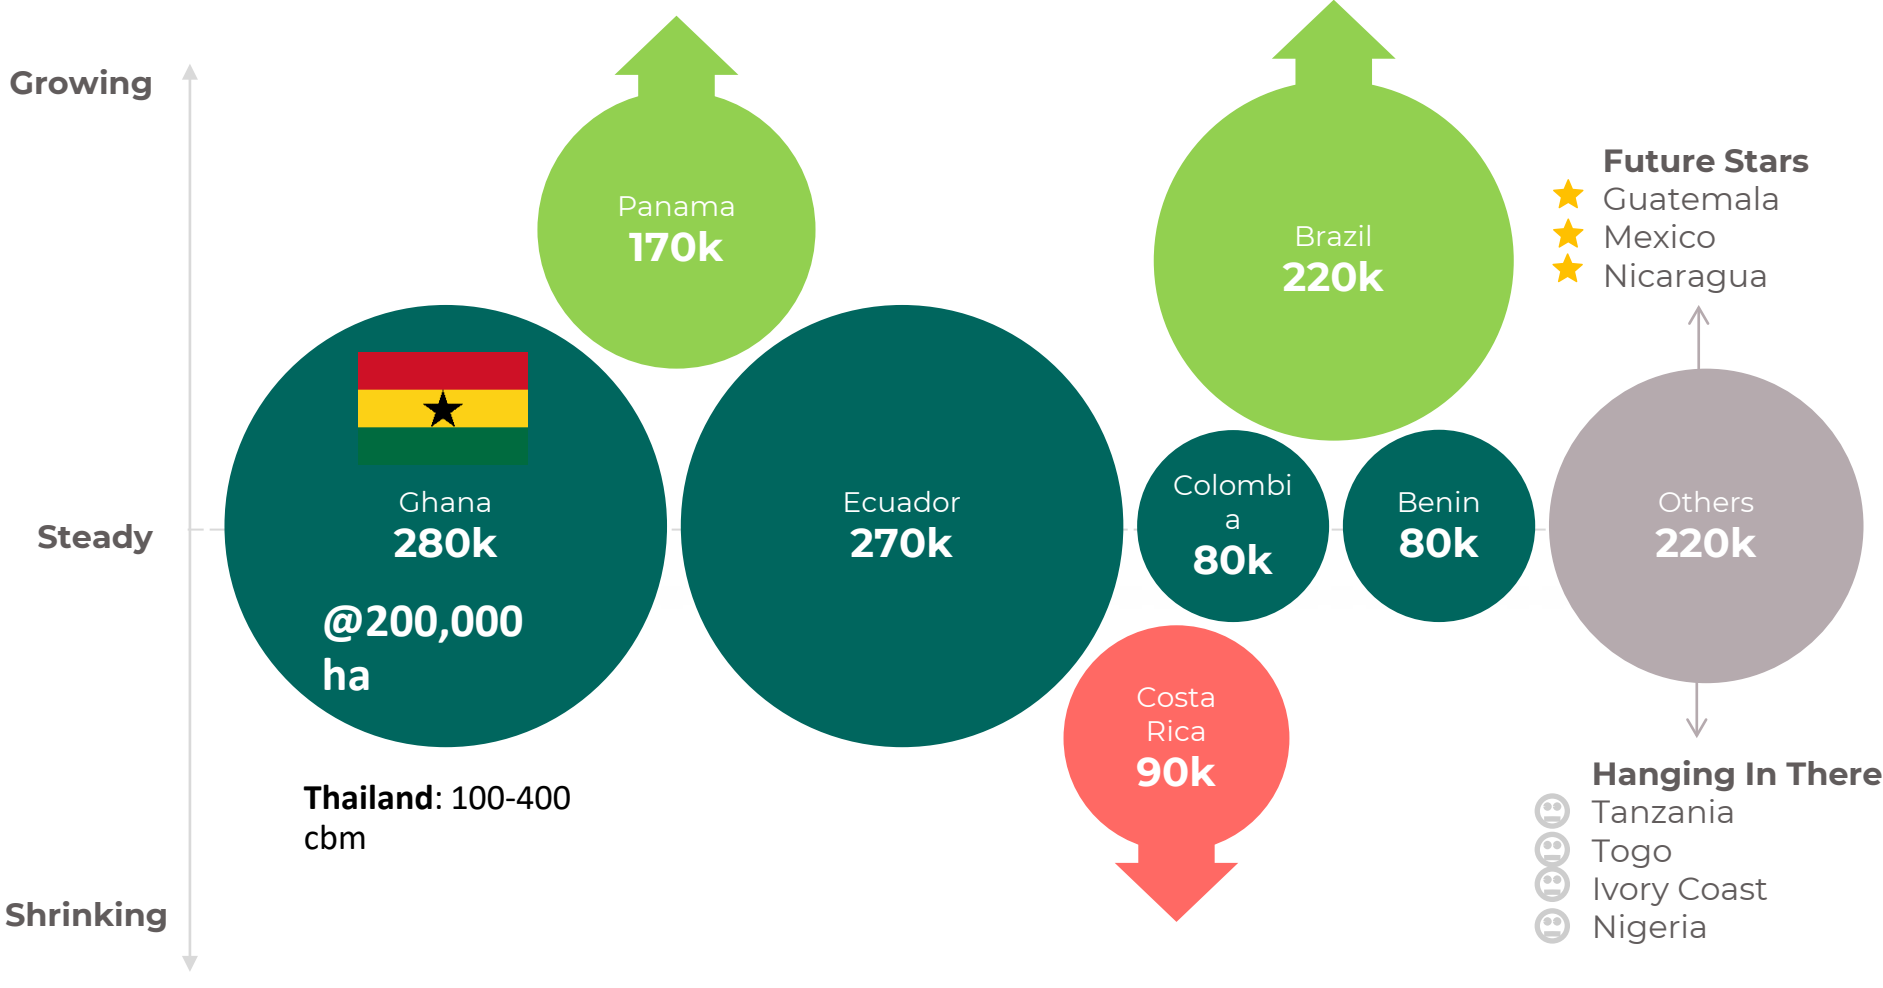 Growing
Steady
Shrinking
Panama
170k
Brazil
220k
Ghana
280k
@200,000
ha
Ecuador
270k
Colombi
a
80k
Benin
80k
Others
220k
Costa
Rica
90k
Thailand: 100-400
cbm
Future Stars
Guatemala
Mexico
Nicaragua
Hanging In There
Tanzania
Togo
Ivory Coast
Nigeria